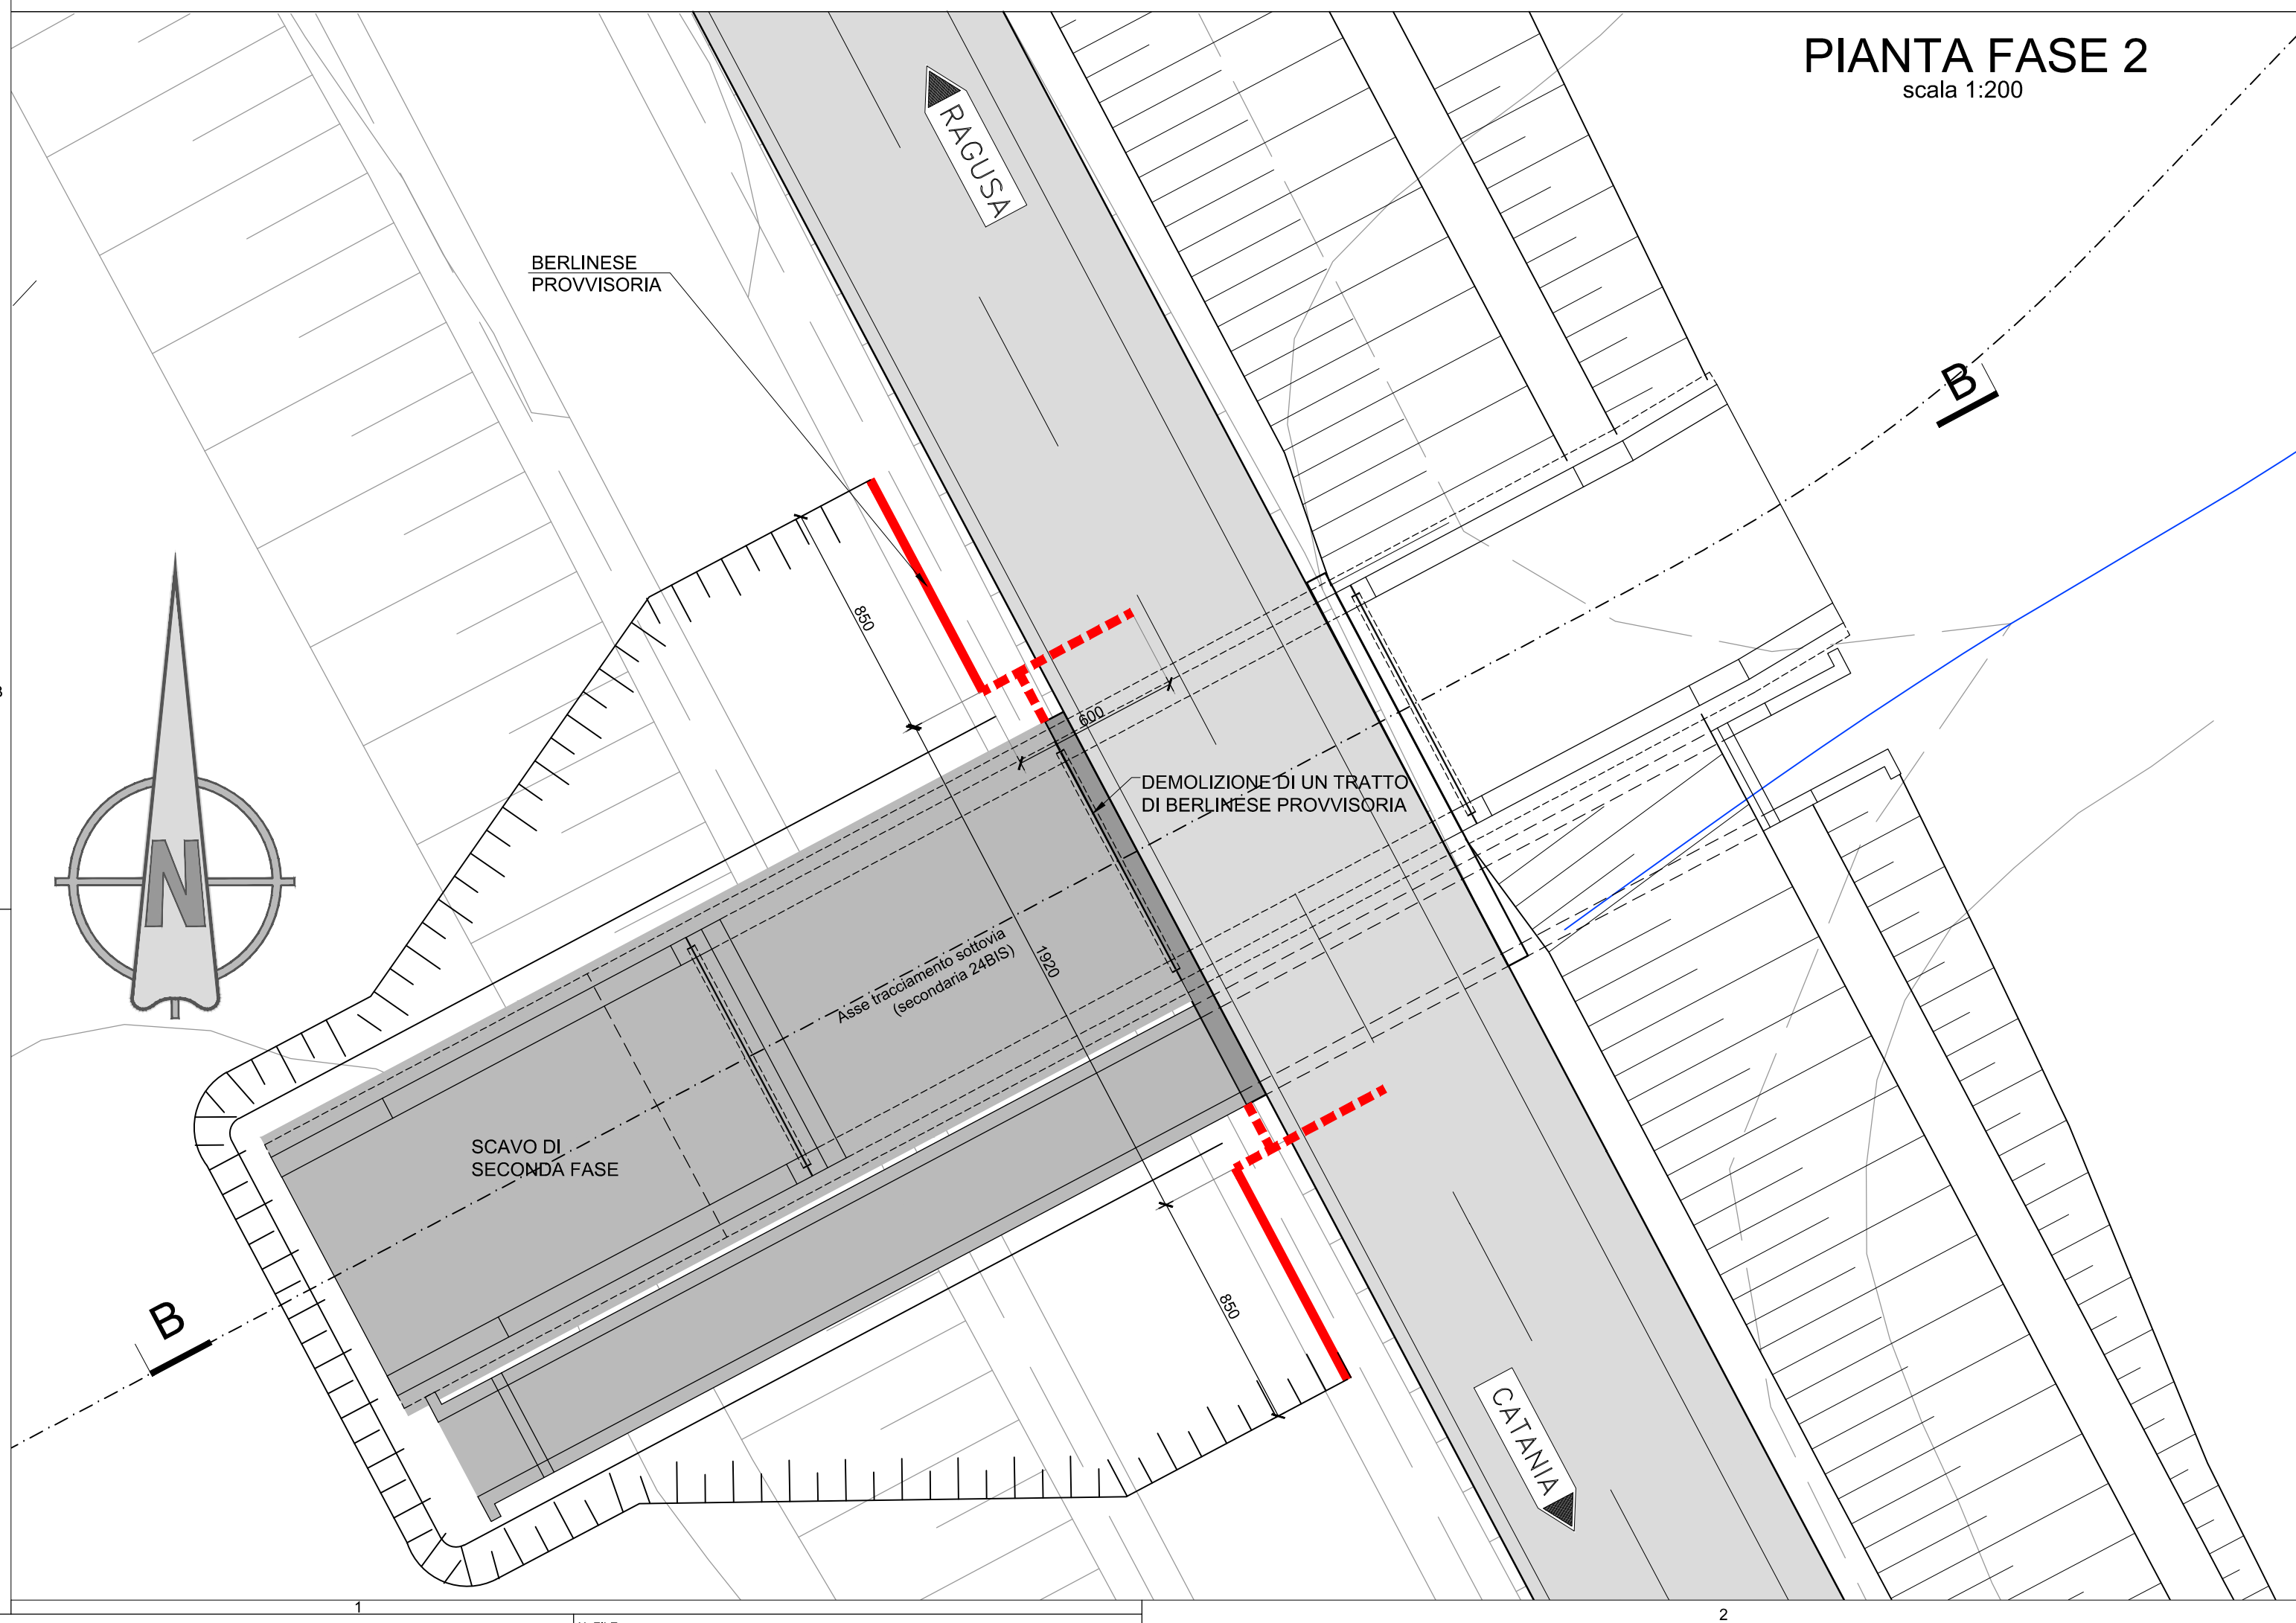 PIANTA FASE 2
scala 1:200
RAGUSA
BERLINESE
PROVVISORIA
B
850
600
DEMOLIZIONE DI UN TRATTO
DI BERLINESE PROVVISORIA
N
Asse tracciamento sottovia
(secondaria 24BIS)
1920
SCAVO DI
SECONDA FASE
B
850
CATANIA
1
2